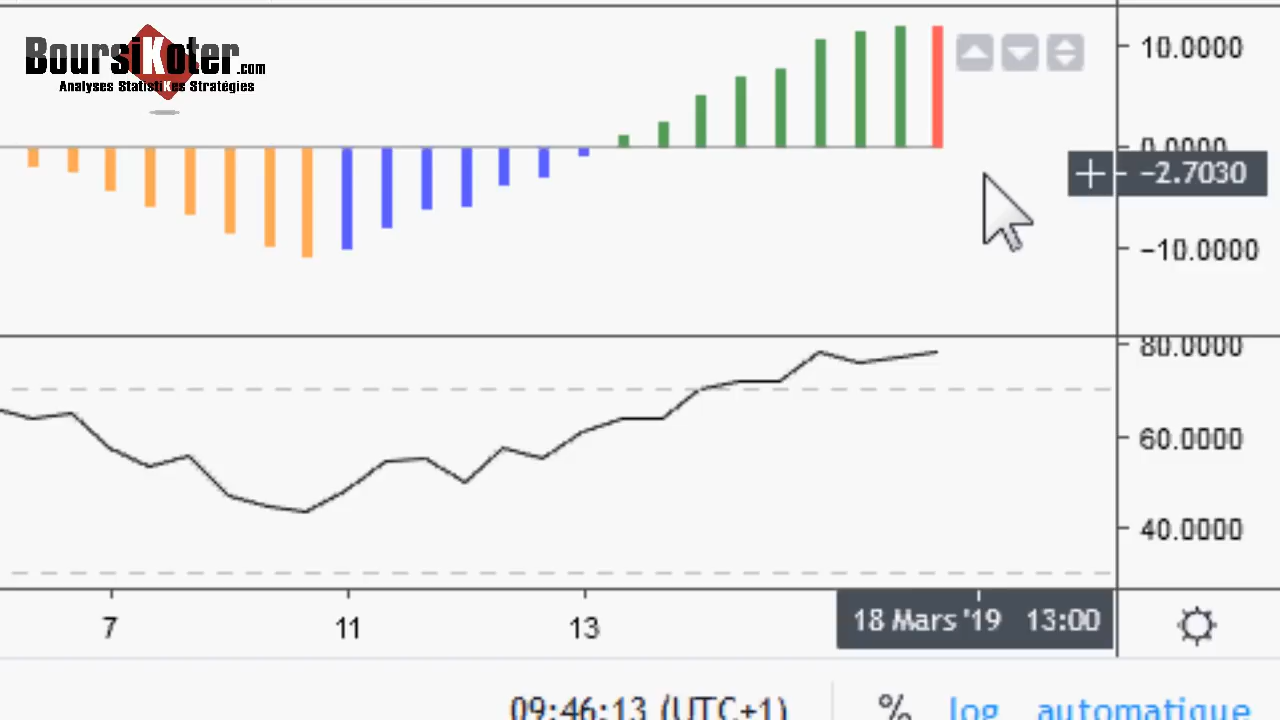 BoursiKoter.com
Analyses StatistiKes Stratégies
10.0000
0.0000
−2.7030
−10.0000
80.0000
60.0000
40.0000
7 11 13 18 Mars '19 13:00
09:46:13 (UTC+1) % log automatique